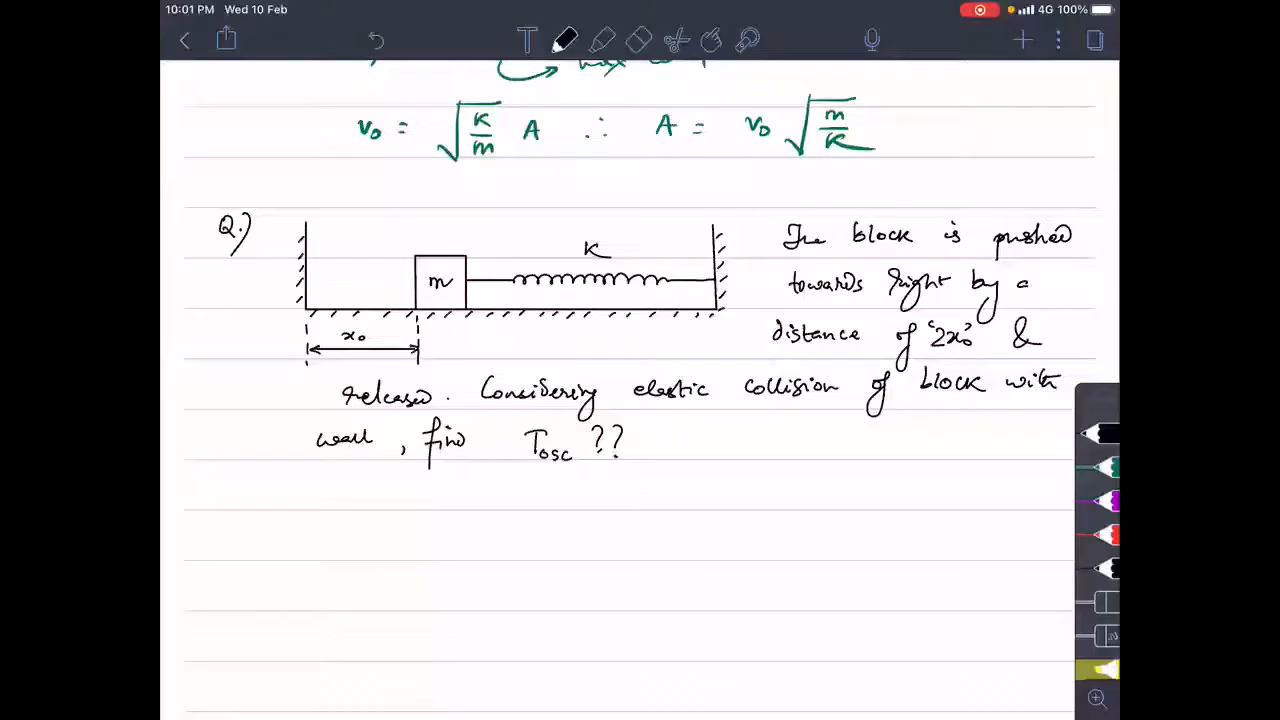 10:01 PM Wed 10 Feb
4G 100%
v₀ = √(K/m) A ∴ A = v₀ √(m/K)
Q.)
K
m
x₀
The block is pushed
towards right by a
distance of '2x₀' &
released. Considering elastic collision of block with
wall, find Tosc ??